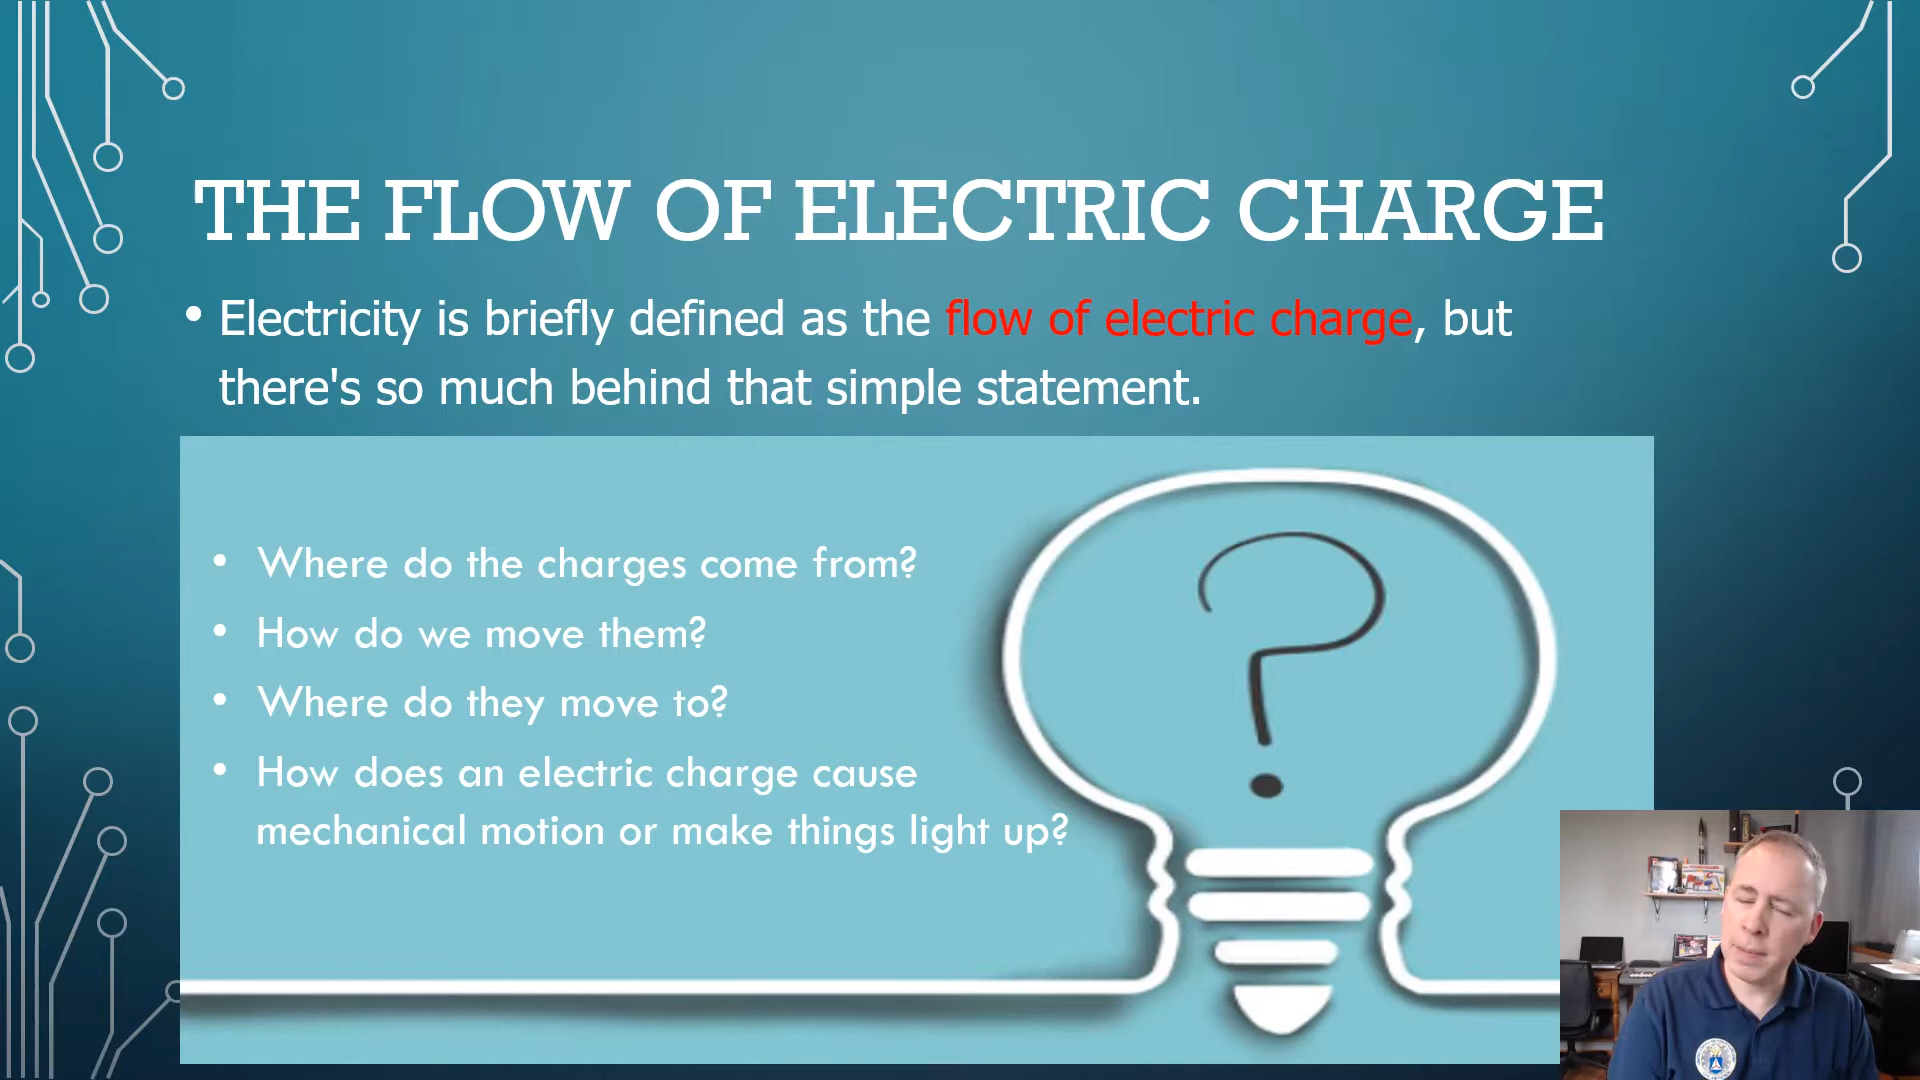 THE FLOW OF ELECTRIC CHARGE
• Electricity is briefly defined as the flow of electric charge, but
there's so much behind that simple statement.
• Where do the charges come from?
• How do we move them?
• Where do they move to?
• How does an electric charge cause
mechanical motion or make things light up?
?